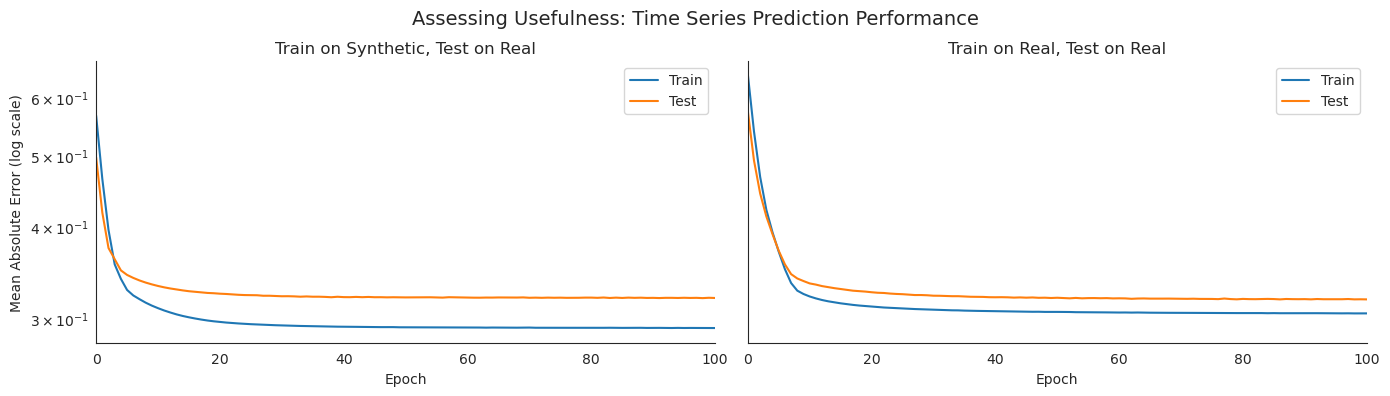 Assessing Usefulness: Time Series Prediction Performance
Train on Synthetic, Test on Real
Mean Absolute Error (log scale)
6 × 10⁻¹
5 × 10⁻¹
4 × 10⁻¹
3 × 10⁻¹
Train
Test
0 20 40 60 80 100
Epoch
Train on Real, Test on Real
Train
Test
0 20 40 60 80 100
Epoch